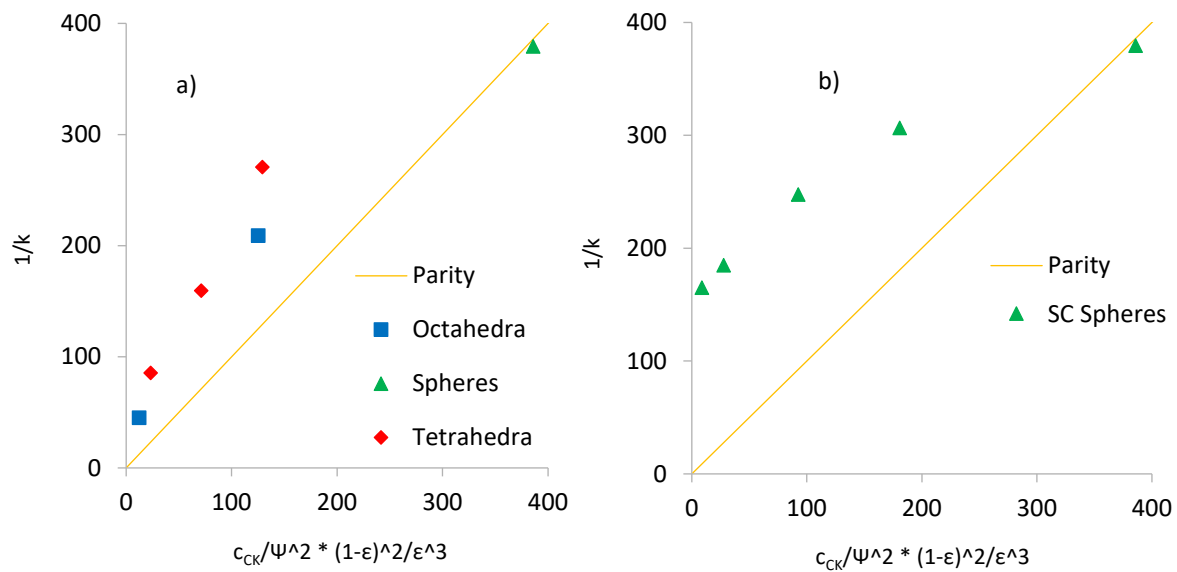 400
300
200
100
0
0
100
200
300
400
1/k
c_CK/Ψ^2 * (1-ε)^2/ε^3
a)
Parity
Octahedra
Spheres
Tetrahedra
400
300
200
100
0
0
100
200
300
400
1/k
c_CK/Ψ^2 * (1-ε)^2/ε^3
b)
Parity
SC Spheres